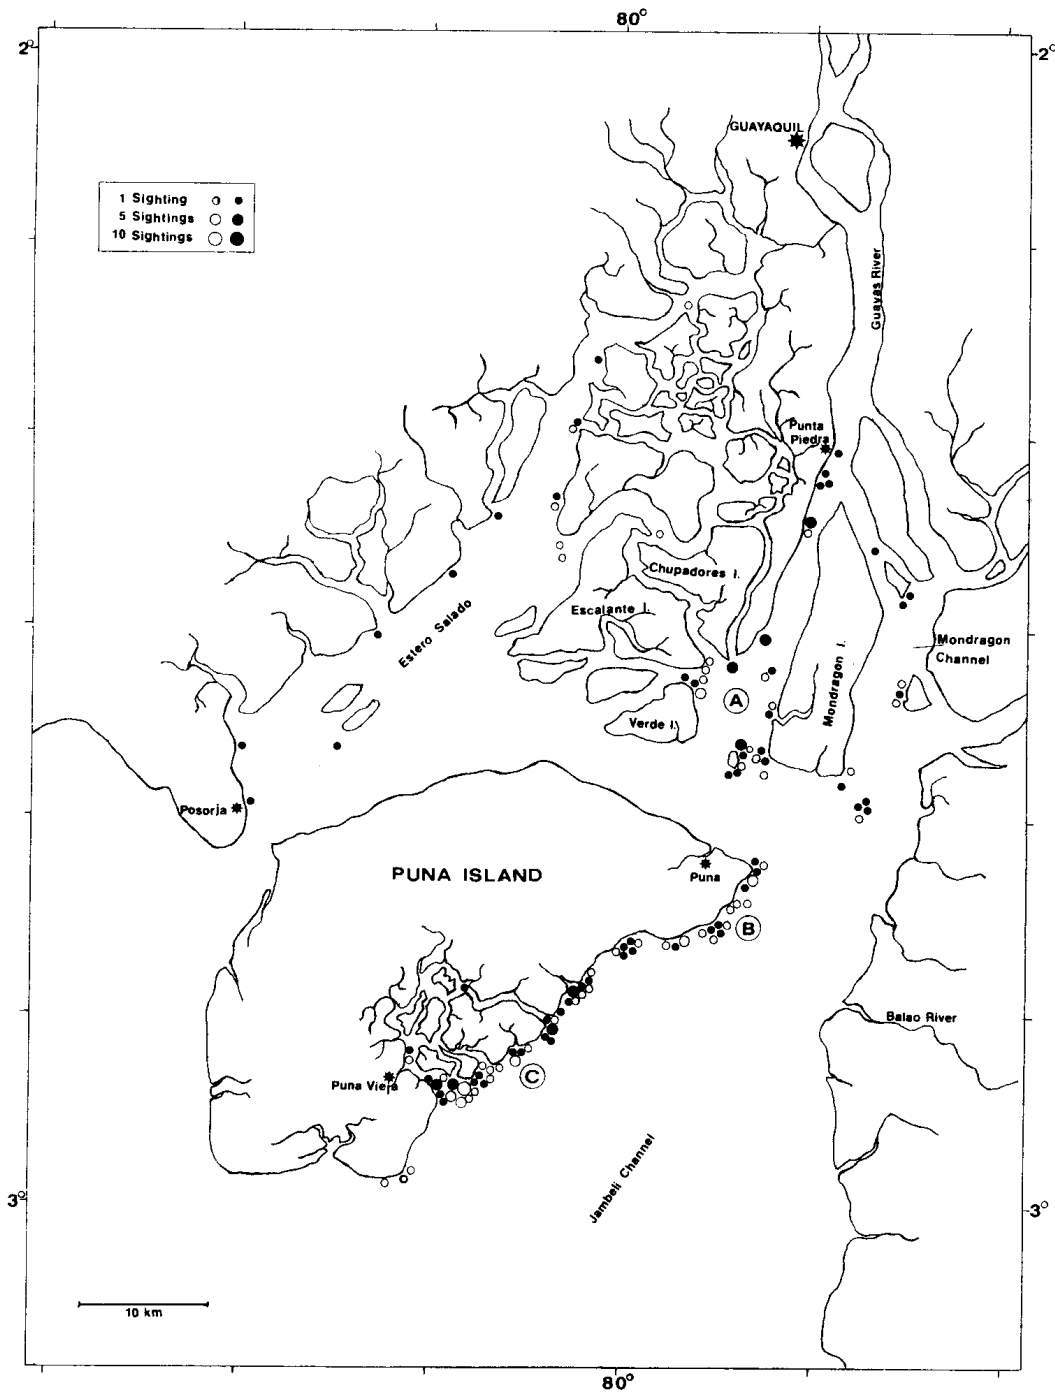 80°
2°
2°
GUAYAQUIL
1 Sighting
5 Sightings
10 Sightings
Guayas River
Punta
Piedra
Chupadores I.
Escalante I.
Estero Salado
Mondragon
Channel
Mondragon I.
A
Verde I.
Posorja
PUNA ISLAND
Puna
B
Balao River
C
Puna Vieja
Jambeli Channel
3°
3°
10 km
80°